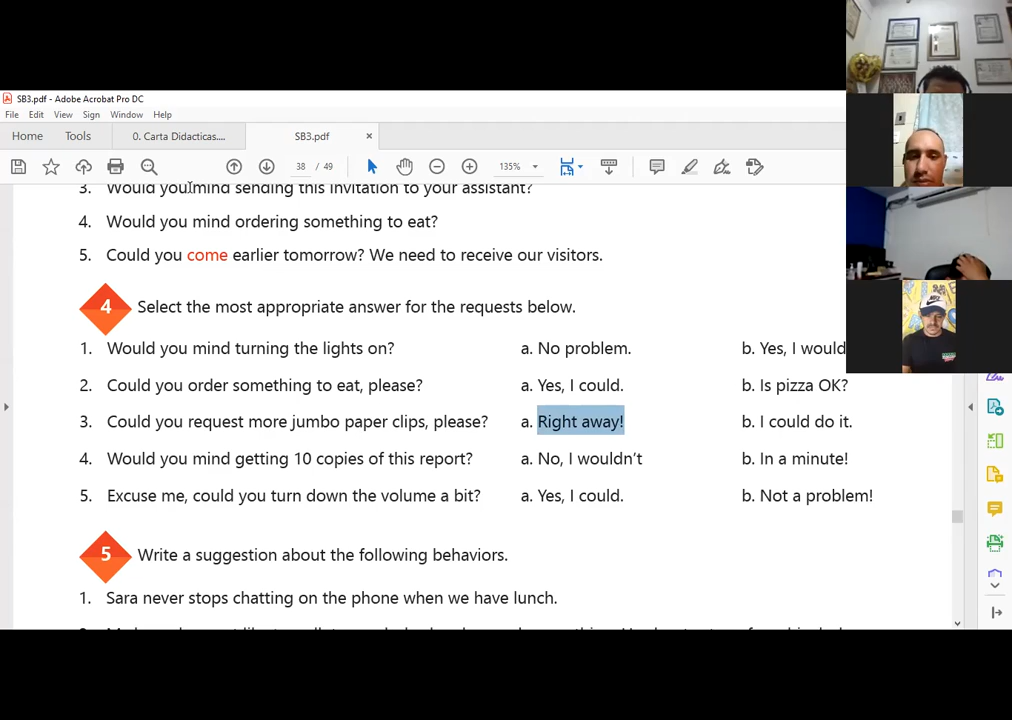 SB3.pdf - Adobe Acrobat Pro DC
File Edit View Sign Window Help
Home Tools 0. Carta Didacticas.... SB3.pdf ×
38 / 49 135%
3. Would you mind sending this invitation to your assistant?
4. Would you mind ordering something to eat?
5. Could you come earlier tomorrow? We need to receive our visitors.
4 Select the most appropriate answer for the requests below.
1. Would you mind turning the lights on? a. No problem. b. Yes, I would
2. Could you order something to eat, please? a. Yes, I could. b. Is pizza OK?
3. Could you request more jumbo paper clips, please? a. Right away! b. I could do it.
4. Would you mind getting 10 copies of this report? a. No, I wouldn't b. In a minute!
5. Excuse me, could you turn down the volume a bit? a. Yes, I could. b. Not a problem!
5 Write a suggestion about the following behaviors.
1. Sara never stops chatting on the phone when we have lunch.